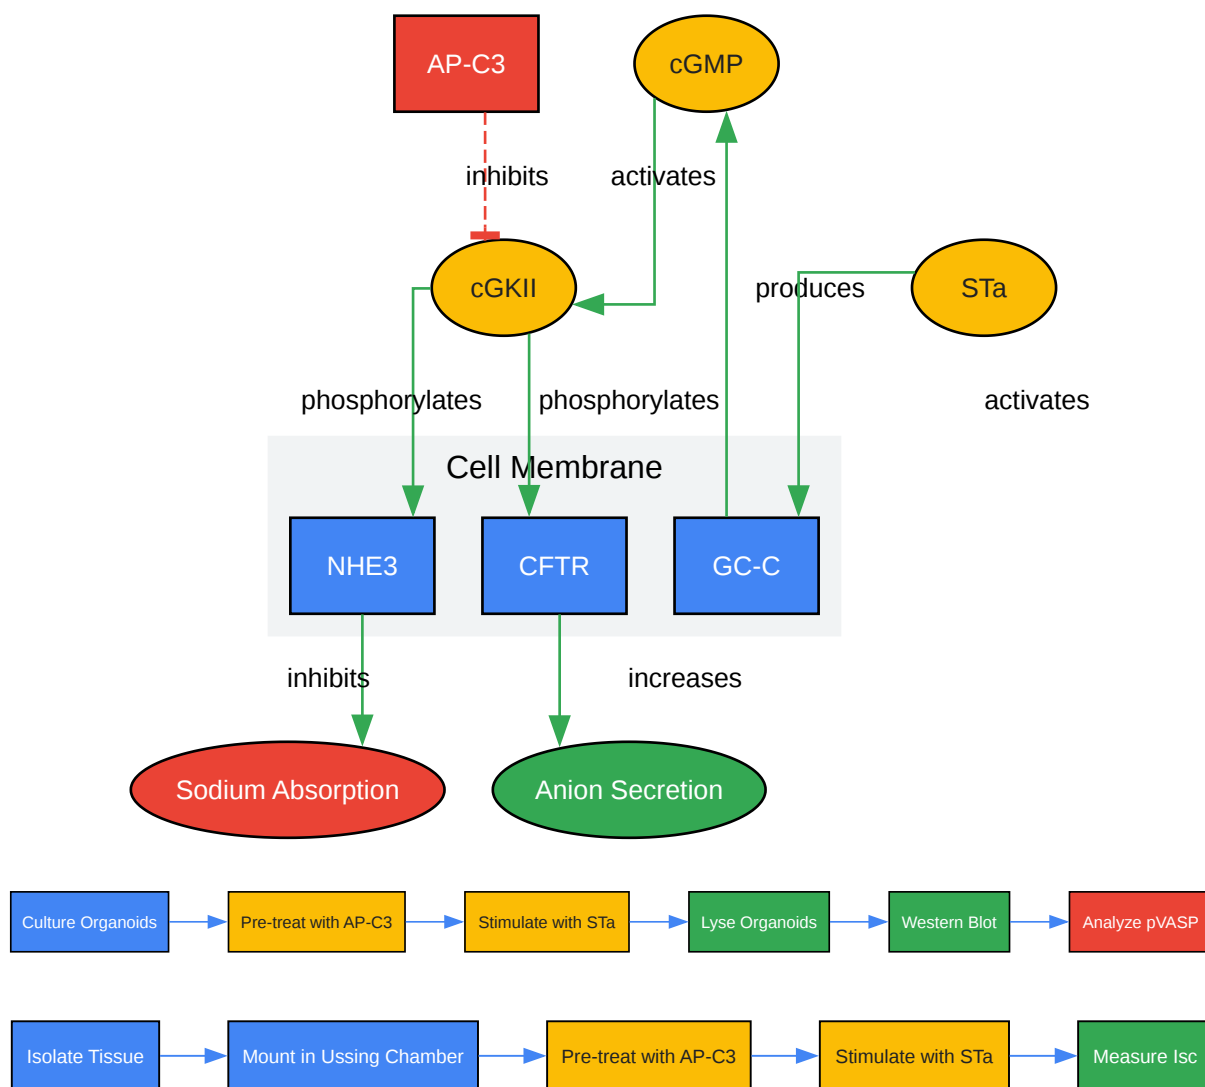 AP-C3
cGMP
inhibits
activates
cGKII
produces
STa
phosphorylates
phosphorylates
activates
Cell Membrane
NHE3
CFTR
GC-C
inhibits
increases
Sodium Absorption
Anion Secretion
Culture Organoids
Pre-treat with AP-C3
Stimulate with STa
Lyse Organoids
Western Blot
Analyze pVASP
Isolate Tissue
Mount in Ussing Chamber
Pre-treat with AP-C3
Stimulate with STa
Measure Isc